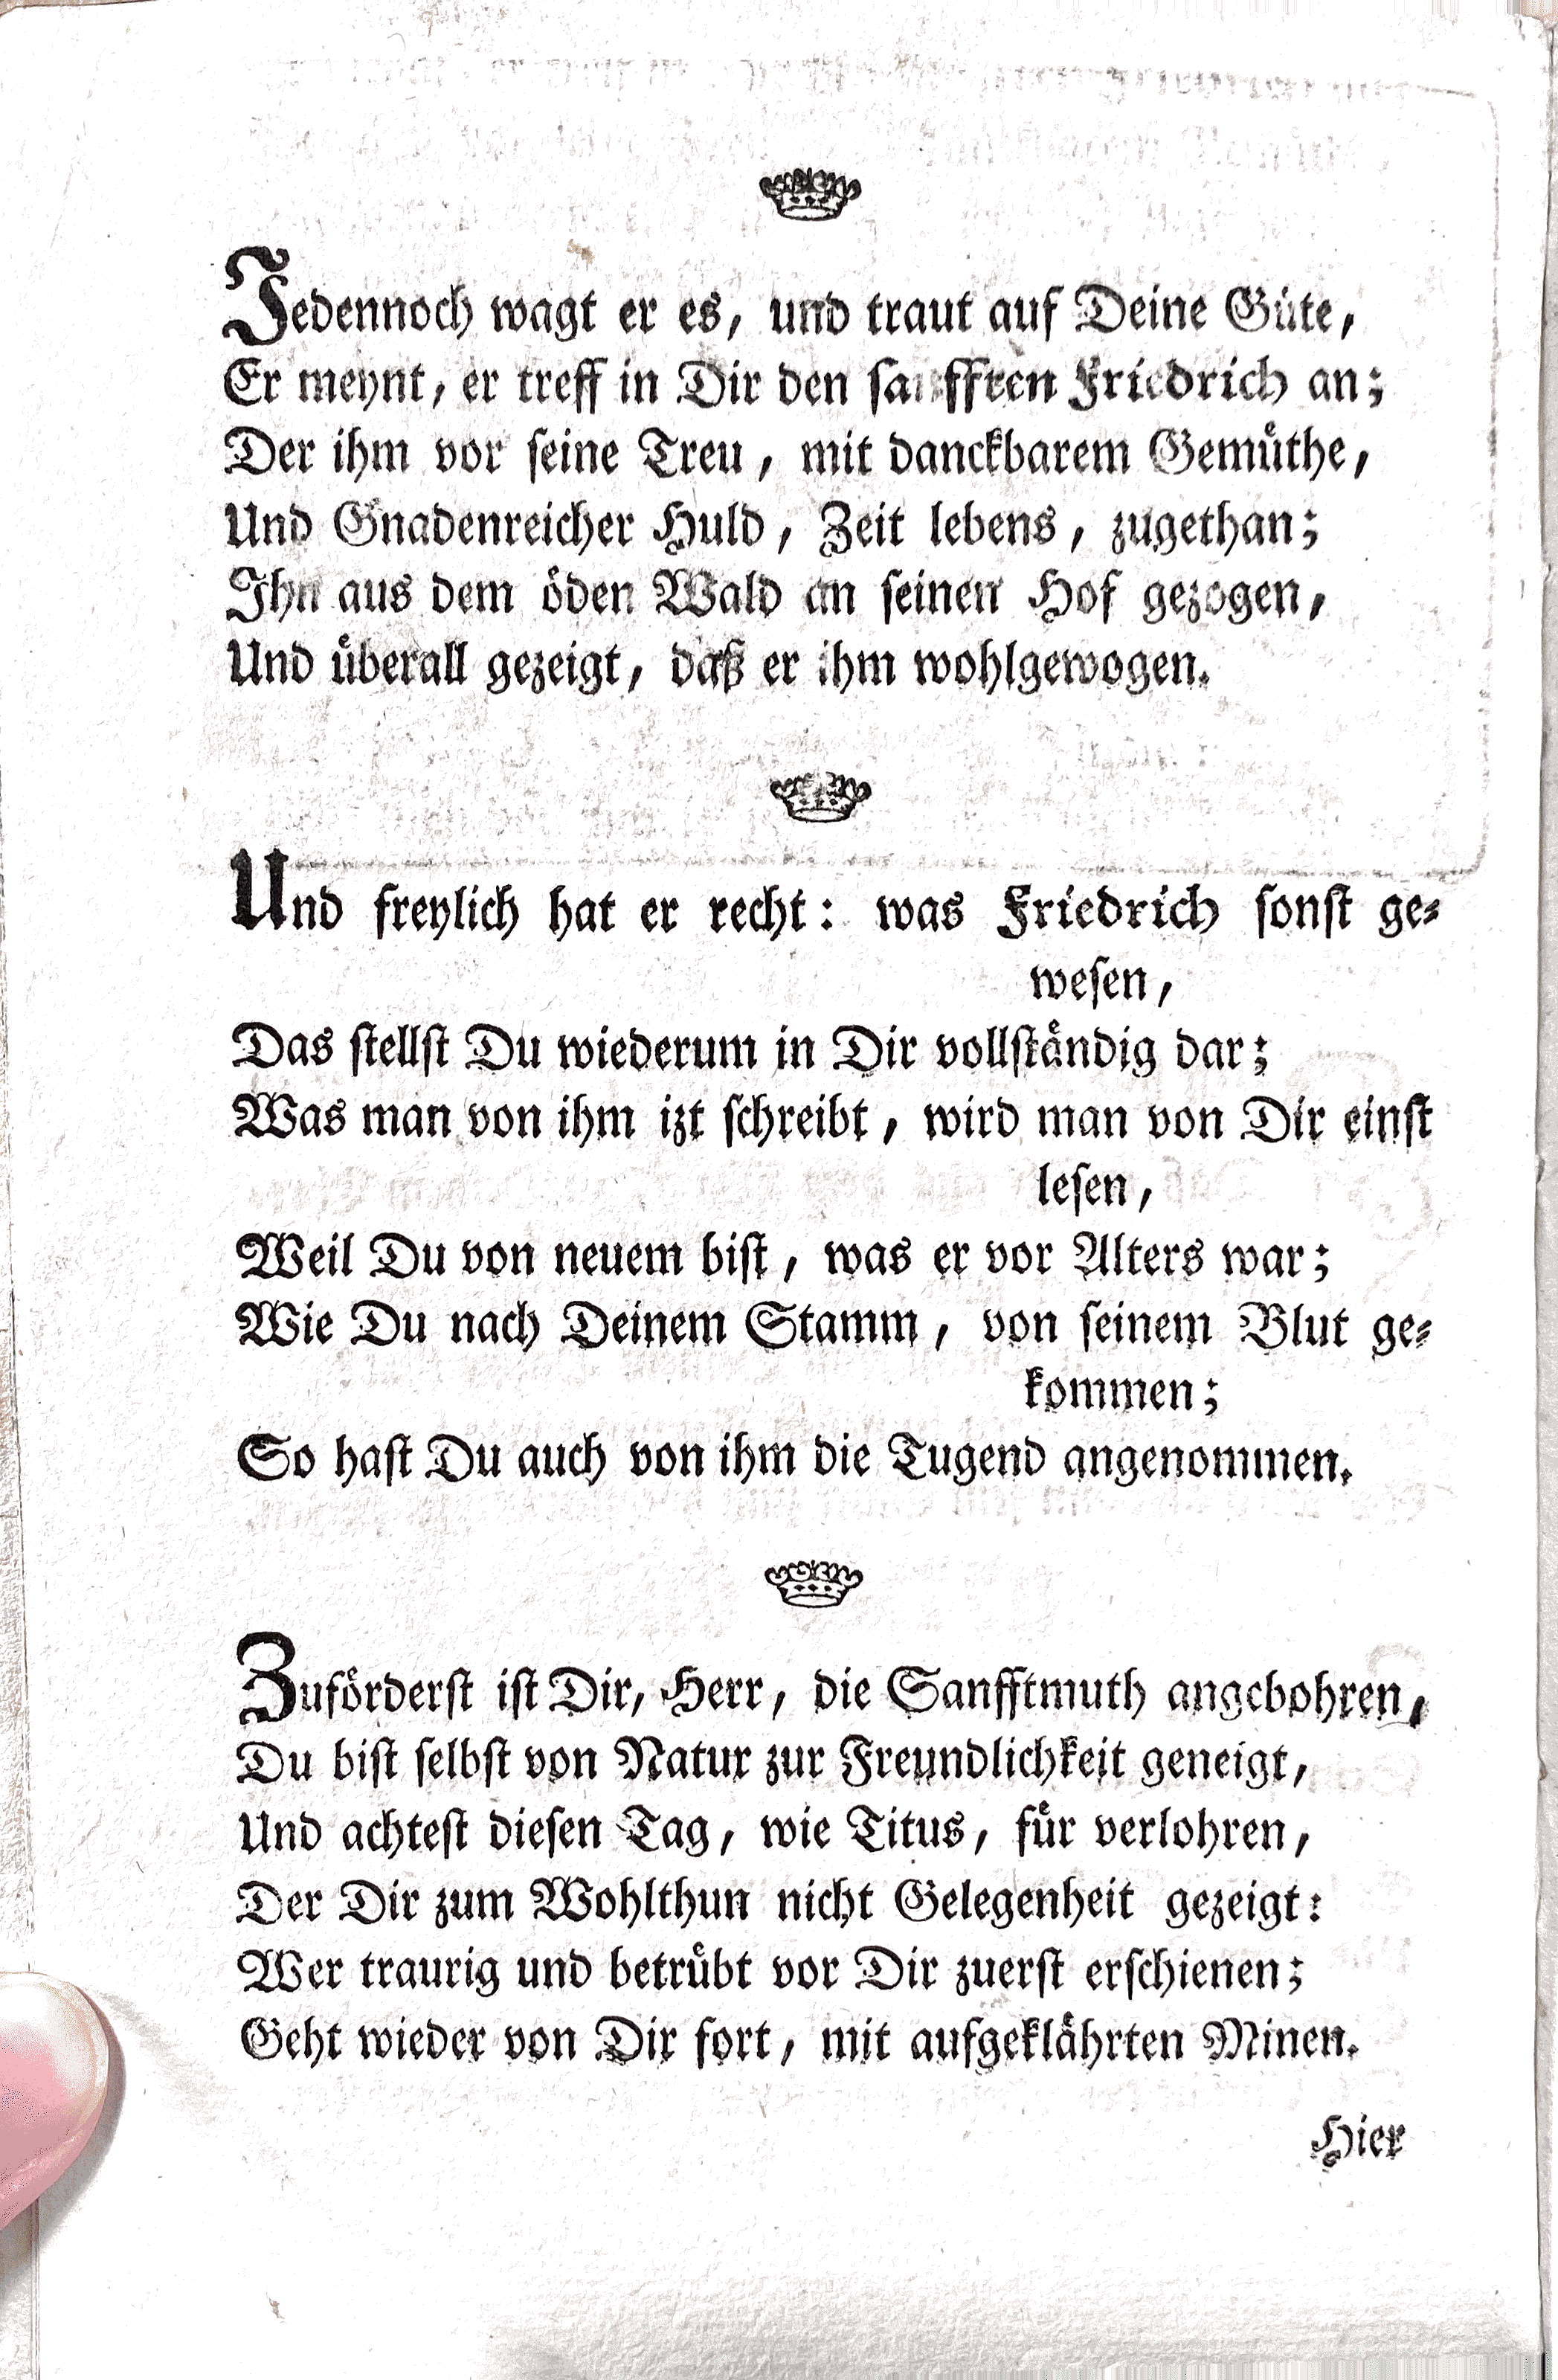 Jedennoch wagt er es, und traut auf Deine Güte,
Er meynt, er treff in Dir den sanfften Friedrich an;
Der ihm vor seine Treu, mit danckbarem Gemüthe,
Und Gnadenreicher Huld, Zeit lebens, zugethan;
Ihn aus dem öden Wald an seinen Hof gezogen,
Und überall gezeigt, daß er ihm wohlgewogen.
Und freylich hat er recht: was Friedrich sonst ge-
wesen,
Das stellst Du wiederum in Dir vollständig dar;
Was man von ihm izt schreibt, wird man von Dir einst
lesen,
Weil Du von neuem bist, was er vor Alters war;
Wie Du nach Deinem Stamm, von seinem Blut ge-
kommen;
So hast Du auch von ihm die Tugend angenommen.
Zuförderst ist Dir, Herr, die Sanfftmuth angebohren,
Du bist selbst von Natur zur Freundlichkeit geneigt,
Und achtest diesen Tag, wie Titus, für verlohren,
Der Dir zum Wohlthun nicht Gelegenheit gezeigt:
Wer traurig und betrübt vor Dir zuerst erschienen;
Geht wieder von Dir fort, mit aufgeklährten Minen.
Hier